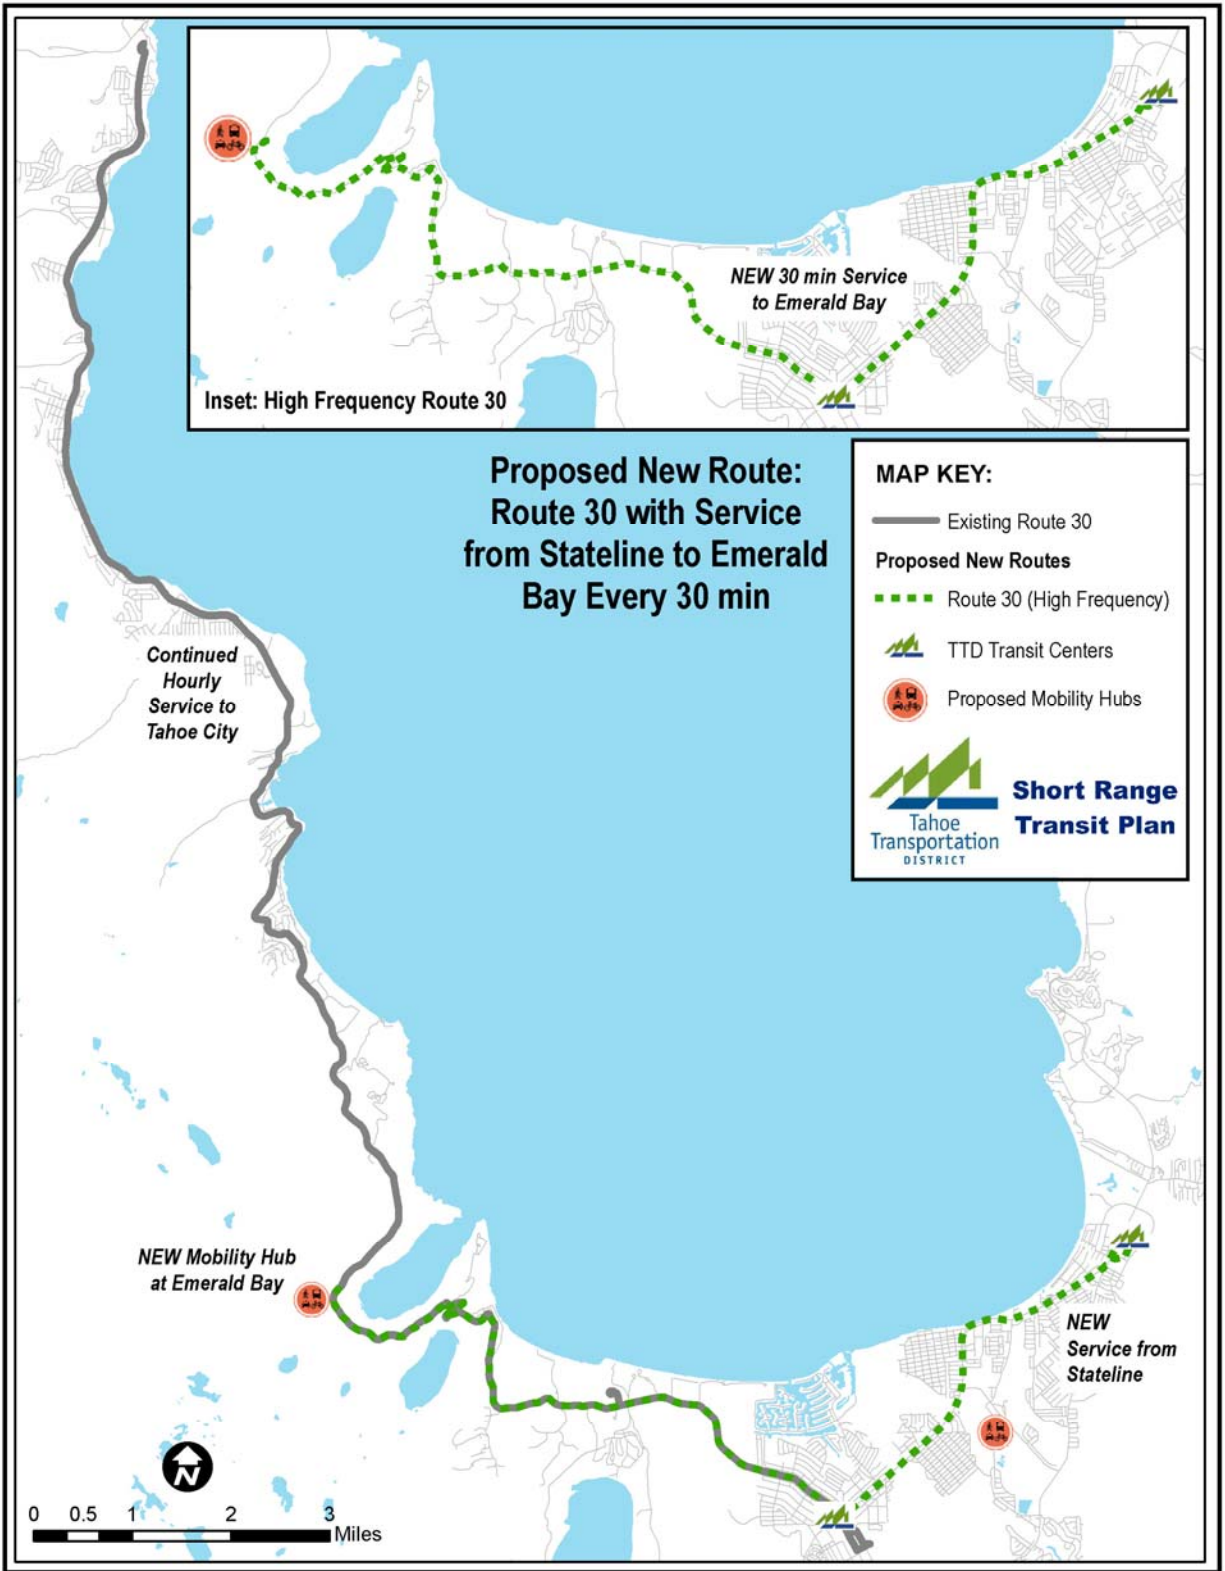 NEW 30 min Service
to Emerald Bay
Inset: High Frequency Route 30
Proposed New Route:
Route 30 with Service
from Stateline to Emerald
Bay Every 30 min
MAP KEY:
Existing Route 30
Proposed New Routes
Route 30 (High Frequency)
TTD Transit Centers
Proposed Mobility Hubs
Tahoe
Transportation
DISTRICT
Short Range
Transit Plan
Continued
Hourly
Service to
Tahoe City
NEW Mobility Hub
at Emerald Bay
NEW
Service from
Stateline
N
0 0.5 1 2 3
Miles